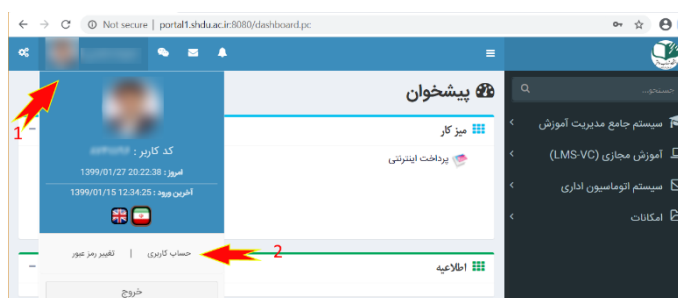 Not secure | portal1.shdu.ac.ir:8080/dashboard.pc
جستجو...
پیشخوان
سیستم جامع مدیریت آموزش
میز کار
آموزش مجازی (LMS-VC)
پرداخت اینترنتی
سیستم اتوماسیون اداری
امکانات
1
کد کاربر :
امروز: 1399/01/27 20:22:38
آخرین ورود : 1399/01/15 12:34:25
حساب کاربری | تغییر رمز عبور
2
اطلاعیه
خروج